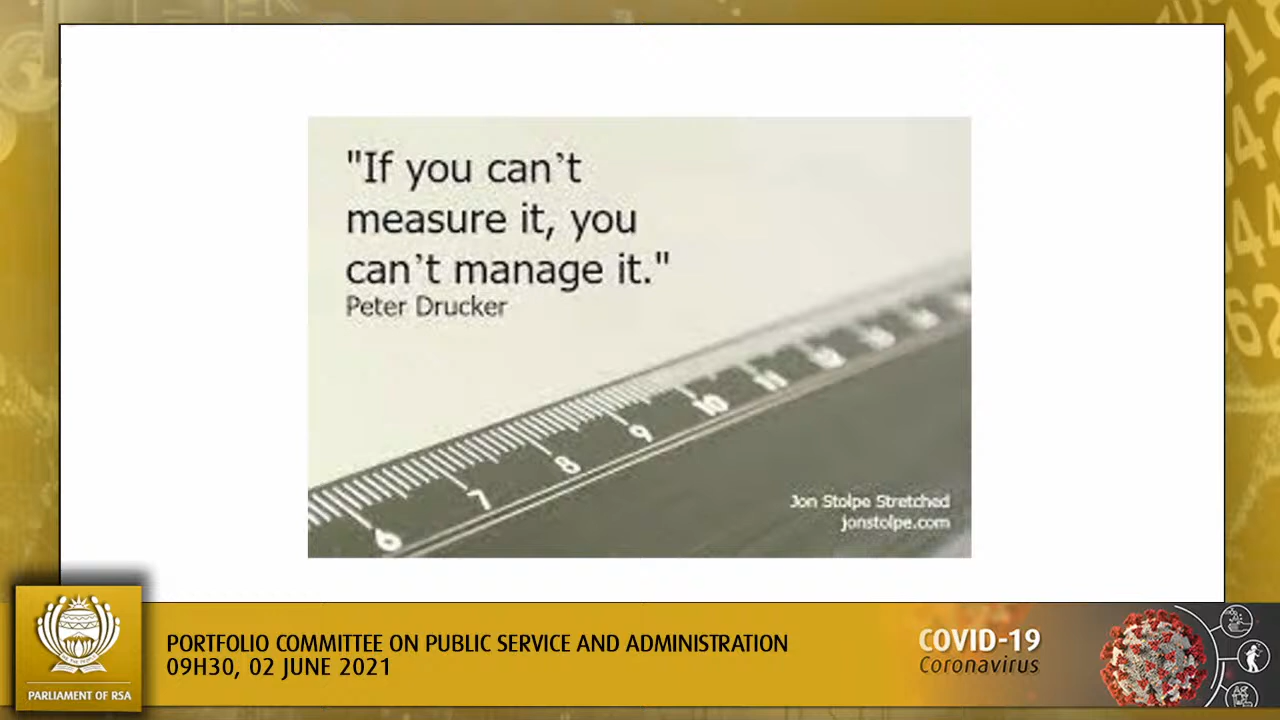 "If you can’t
measure it, you
can’t manage it."
Peter Drucker
6 7 8 9 10 11 12 13
Jon Stolpe Stretched
jonstolpe.com
PARLIAMENT OF RSA
PORTFOLIO COMMITTEE ON PUBLIC SERVICE AND ADMINISTRATION
09H30, 02 JUNE 2021
COVID-19
Coronavirus